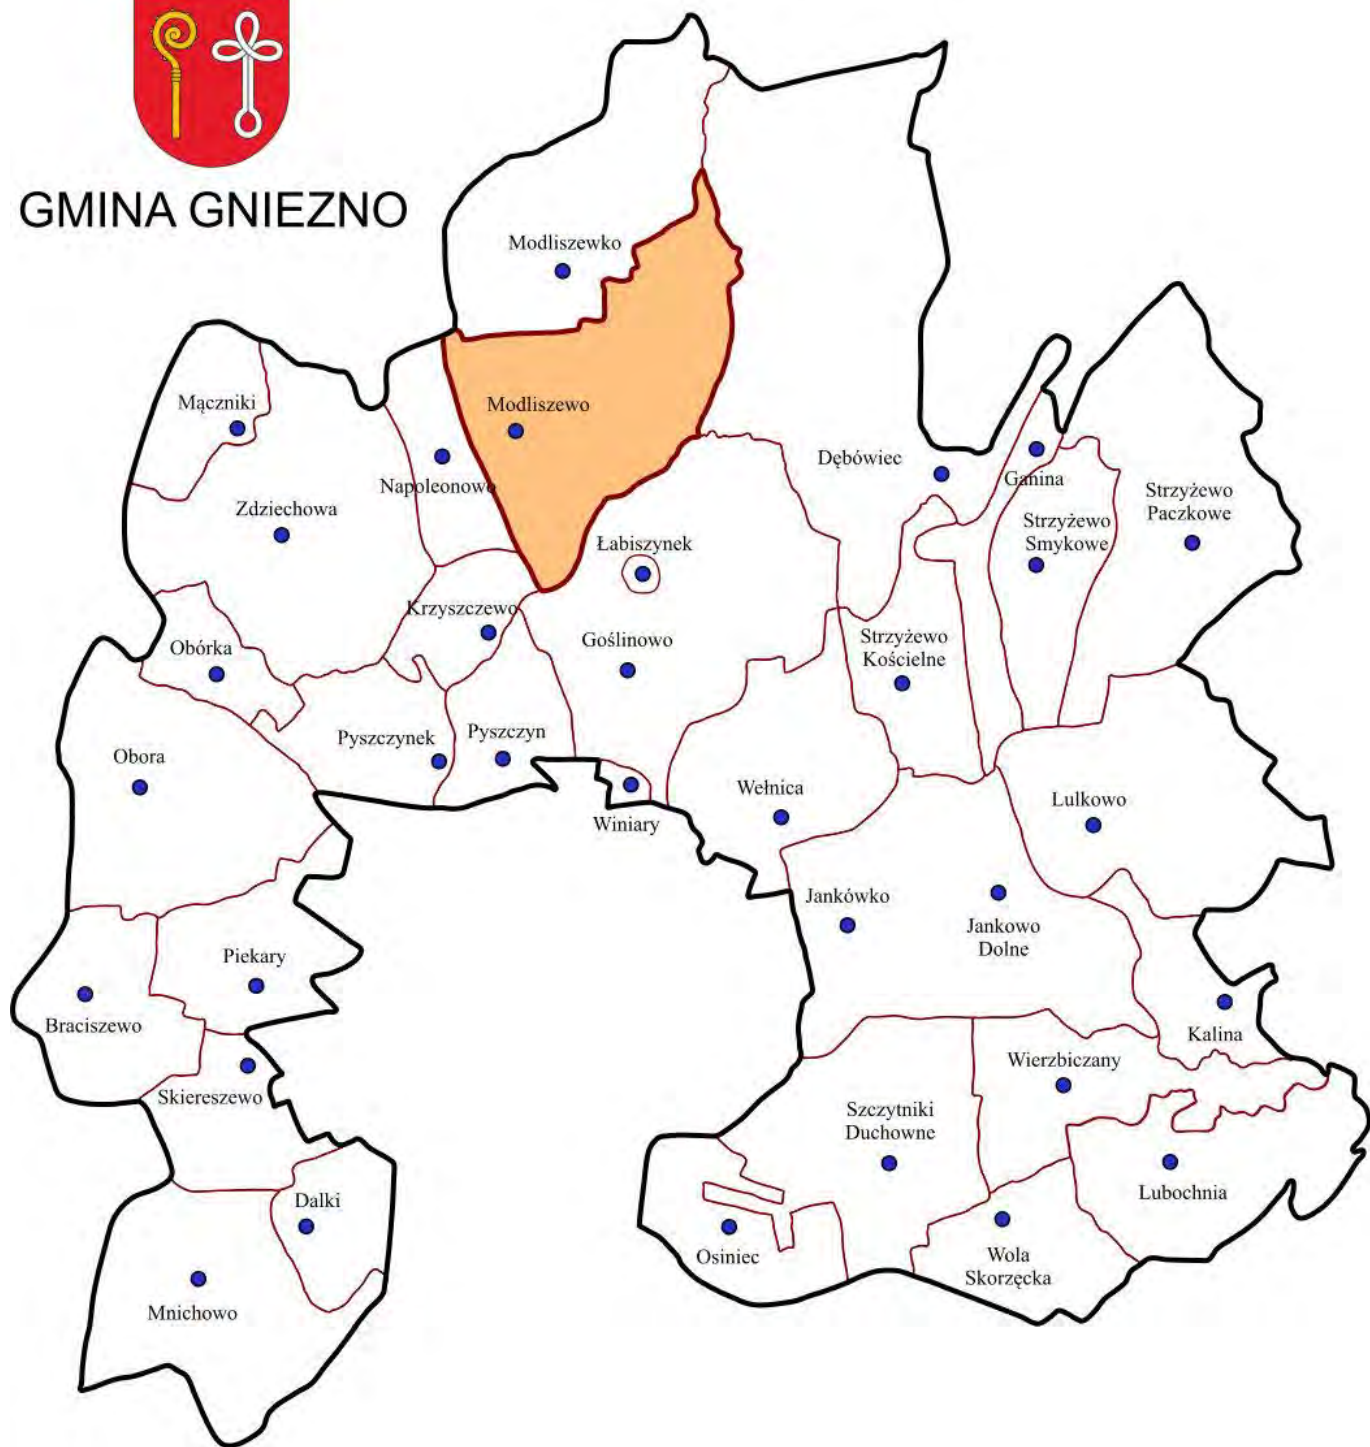 GMINA GNIEZNO
Modliszewko
Mączniki
Modliszewo
Napoleonowo
Dębówiec
Ganina
Strzyżewo
Paczkowe
Zdziechowa
Strzyżewo
Smykowe
Łabiszynek
Krzyszczewo
Goślinowo
Strzyżewo
Kościelne
Obórka
Pyszczynek
Pyszczyn
Obora
Wełnica
Lulkowo
Winiary
Jankówko
Jankowo
Dolne
Piekary
Braciszewo
Kalina
Wierzbiczany
Skiereszewo
Szczytniki
Duchowne
Lubochnia
Dalki
Osiniec
Wola
Skorzęcka
Mnichowo